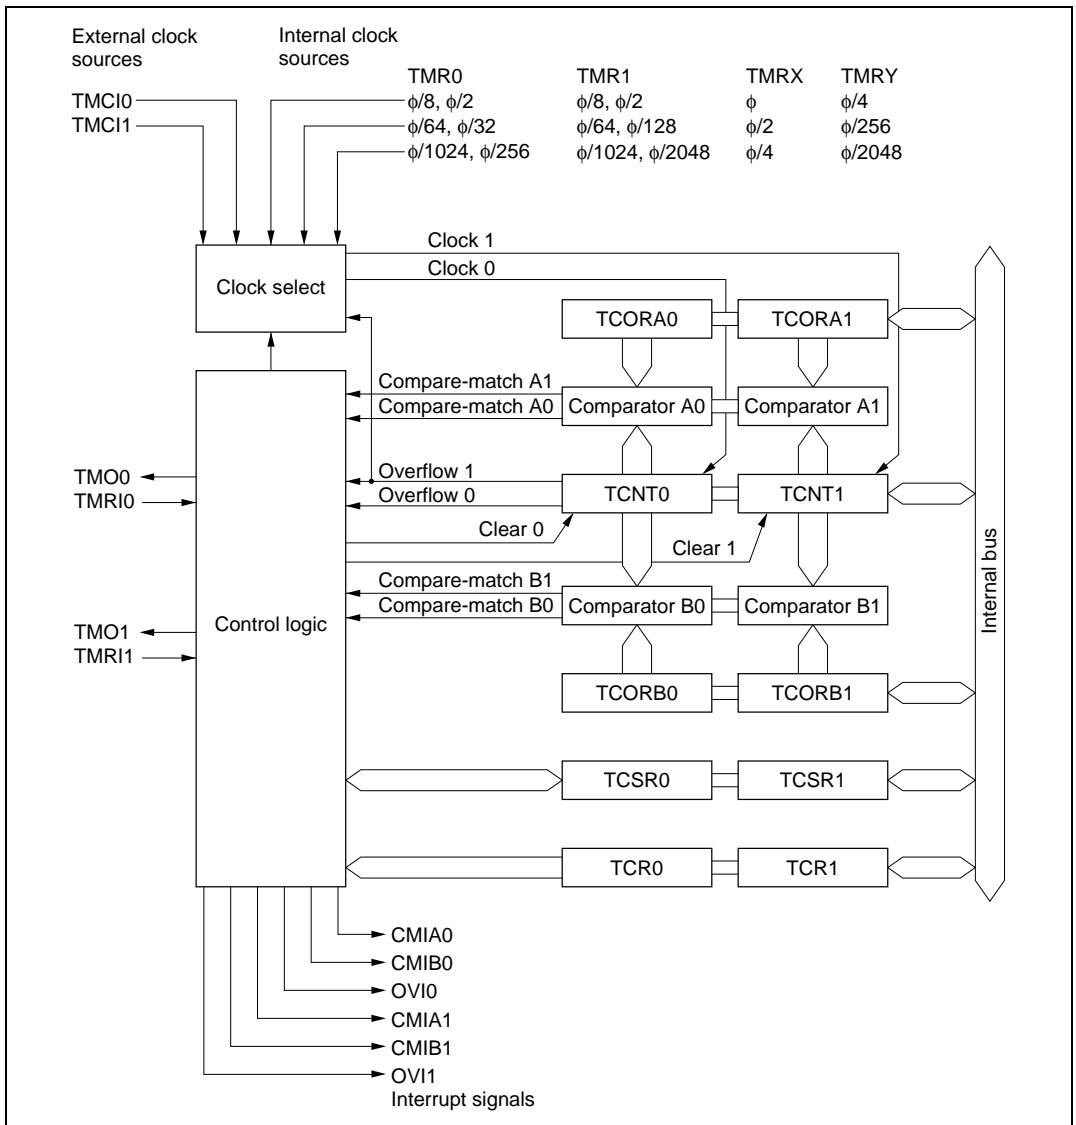 External clock
sources
Internal clock
sources
TMR0 TMR1 TMRX TMRY
TMCI0 ϕ/8, ϕ/2 ϕ/8, ϕ/2 ϕ ϕ/4
TMCI1 ϕ/64, ϕ/32 ϕ/64, ϕ/128 ϕ/2 ϕ/256
ϕ/1024, ϕ/256 ϕ/1024, ϕ/2048 ϕ/4 ϕ/2048
Clock 1
Clock 0
Clock select
TCORA0 TCORA1
Compare-match A1
Compare-match A0
Comparator A0 Comparator A1
TMO0
TMRI0
Overflow 1
Overflow 0
TCNT0 TCNT1
Clear 0
Clear 1
Internal bus
Compare-match B1
Compare-match B0
Comparator B0 Comparator B1
Control logic
TMO1
TMRI1
TCORB0 TCORB1
TCSR0 TCSR1
TCR0 TCR1
CMIA0
CMIB0
OVI0
CMIA1
CMIB1
OVI1
Interrupt signals